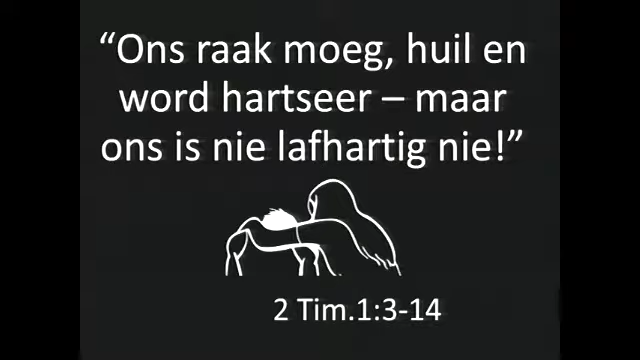 “Ons raak moeg, huil en
word hartseer – maar
ons is nie lafhartig nie!”
2 Tim.1:3-14